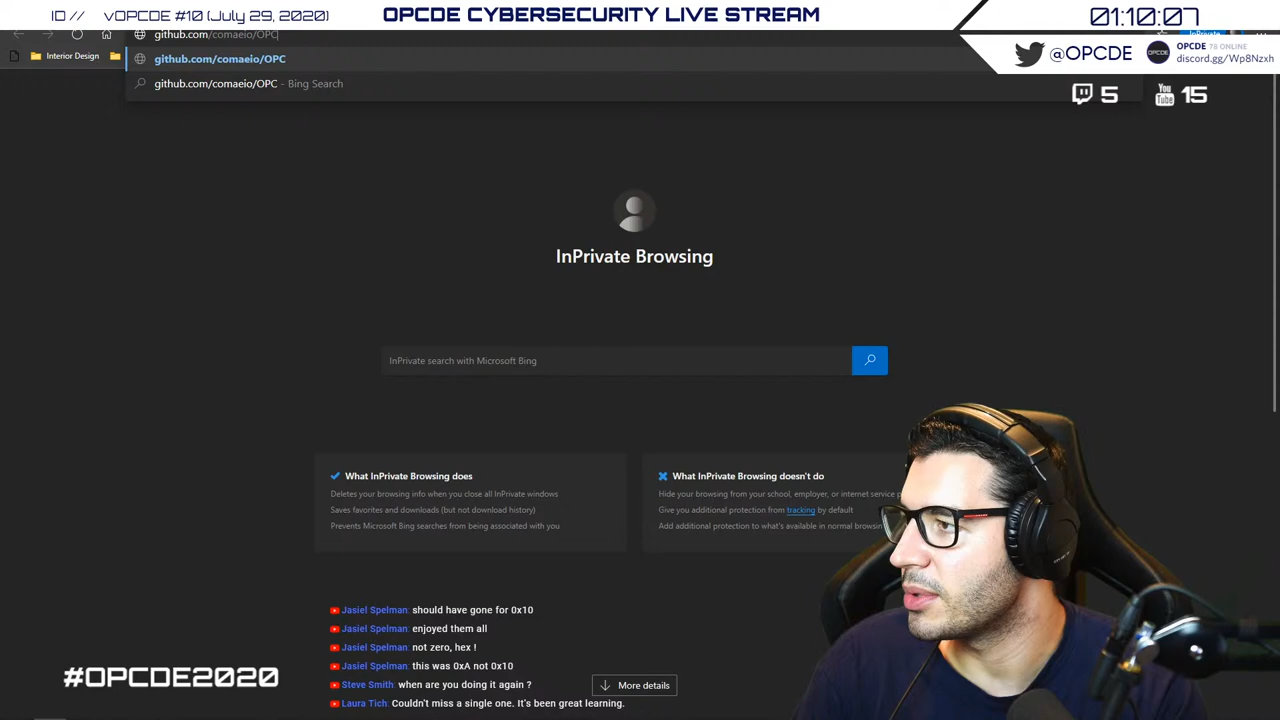 ID // vOPCDE #10 (July 29, 2020)
OPCDE CYBERSECURITY LIVE STREAM
01:10:07
github.com/comaeio/OPC
InPrivate
@OPCDE
OPCDE 78 ONLINE
discord.gg/Wp8Nzxh
Interior Design
github.com/comaeio/OPC
github.com/comaeio/OPC - Bing Search
5
You Tube 15
InPrivate Browsing
InPrivate search with Microsoft Bing
What InPrivate Browsing does
Deletes your browsing info when you close all InPrivate windows
Saves favorites and downloads (but not download history)
Prevents Microsoft Bing searches from being associated with you
What InPrivate Browsing doesn't do
Hide your browsing from your school, employer, or internet service
Give you additional protection from tracking by default
Add additional protection to what's available in normal
Jasiel Spelman: should have gone for 0x10
Jasiel Spelman: enjoyed them all
Jasiel Spelman: not zero, hex !
Jasiel Spelman: this was 0xA not 0x10
Steve Smith: when are you doing it again ?
Laura Tich: Couldn't miss a single one. It's been great learning.
More details
#OPCDE2020